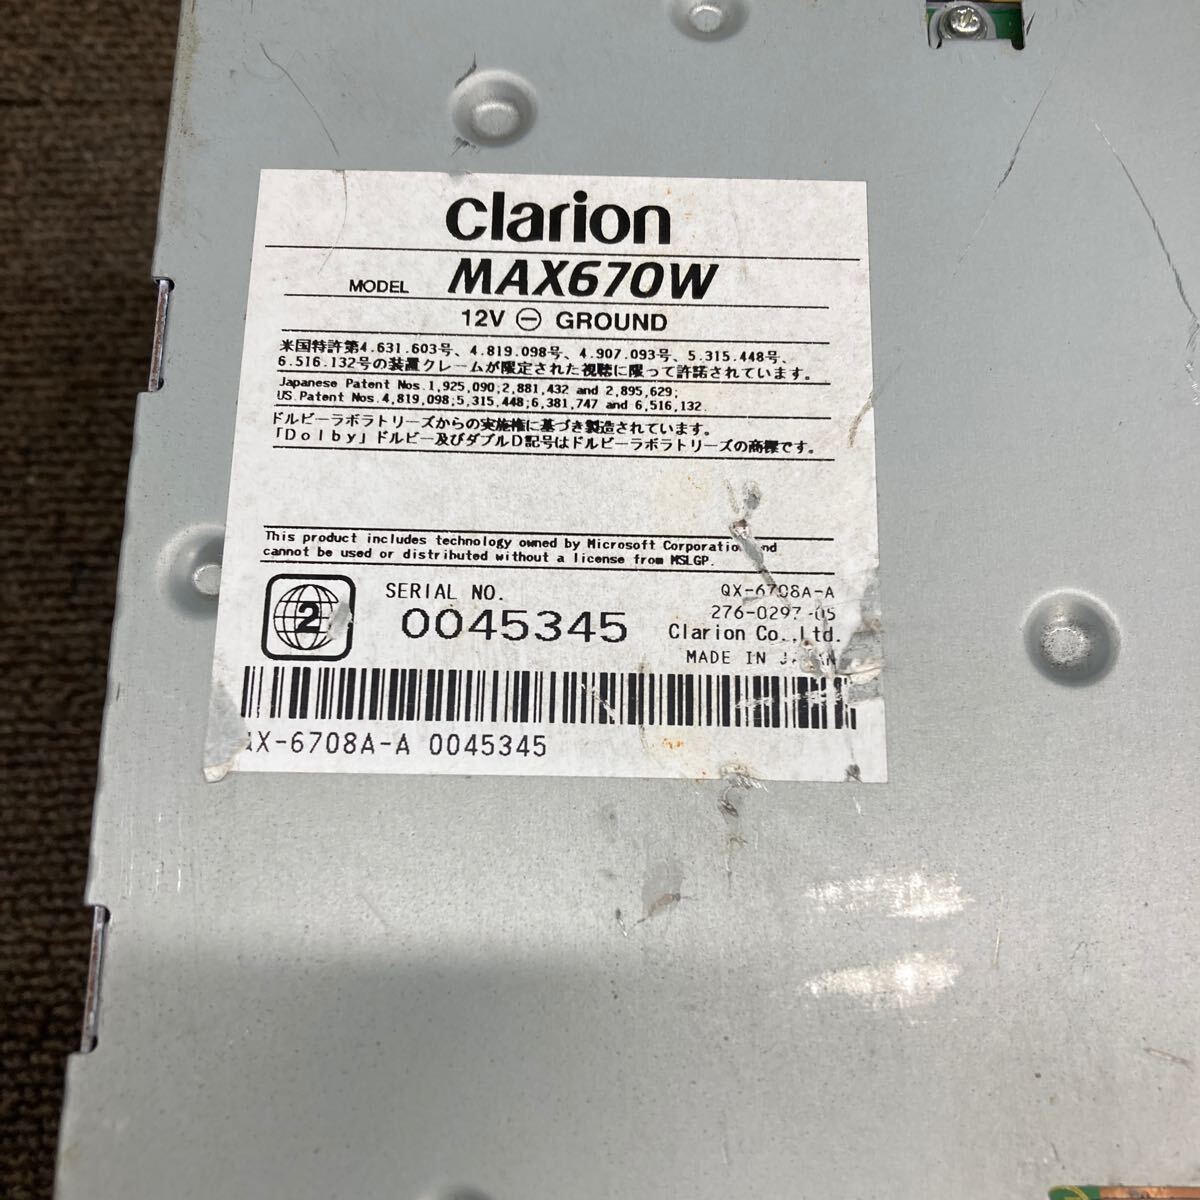 clarion
MODEL MAX670W
12V ⊖ GROUND
米国特許第4.631.603号、4.819.098号、4.907.093号、5.315.448号、
6.516.132号の装置クレームが限定された視聴に限って許諾されています。
Japanese Patent Nos.1,925,090;2,881,432 and 2,895,629;
US.Patent Nos.4,819,098;5,315,448;6,381,747 and 6,516,132.
ドルビーラボラトリーズからの実施権に基づき製造されています。
「Dolby」ドルビー及びダブルD記号はドルビーラボラトリーズの商標です。
This product includes technology owned by Microsoft Corporation and
cannot be used or distributed without a license from MSLGP.
2
SERIAL NO.
0045345
QX-6708A-A
276-0297-05
Clarion Co.,Ltd.
MADE IN JAPAN
QX-6708A-A 0045345